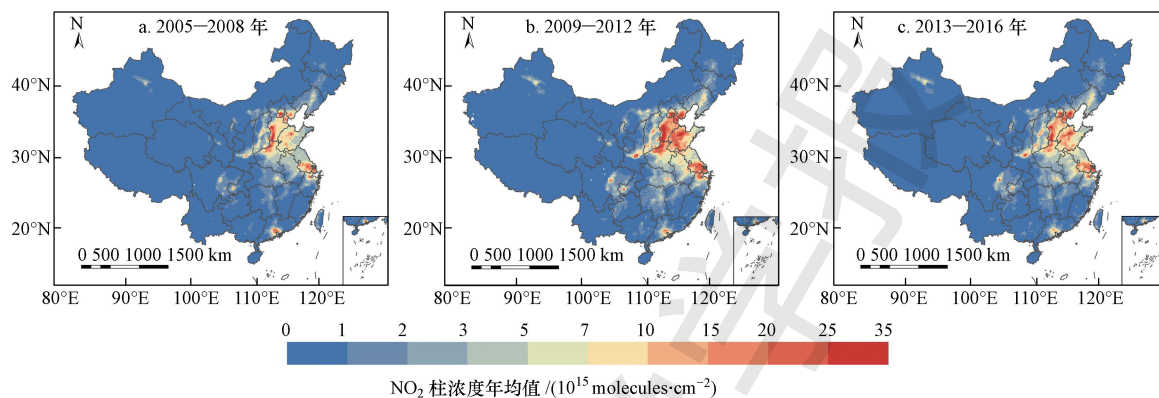 a. 2005—2008 年
b. 2009—2012 年
c. 2013—2016 年
N
N
N
40°N
30°N
20°N
40°N
30°N
20°N
40°N
30°N
20°N
0 500 1000 1500 km
0 500 1000 1500 km
0 500 1000 1500 km
80°E 90°E 100°E 110°E 120°E
80°E 90°E 100°E 110°E 120°E
80°E 90°E 100°E 110°E 120°E
0 1 2 3 5 7 10 15 20 25 35
NO₂ 柱浓度年均值 /(10¹⁵ molecules·cm⁻²)
学报